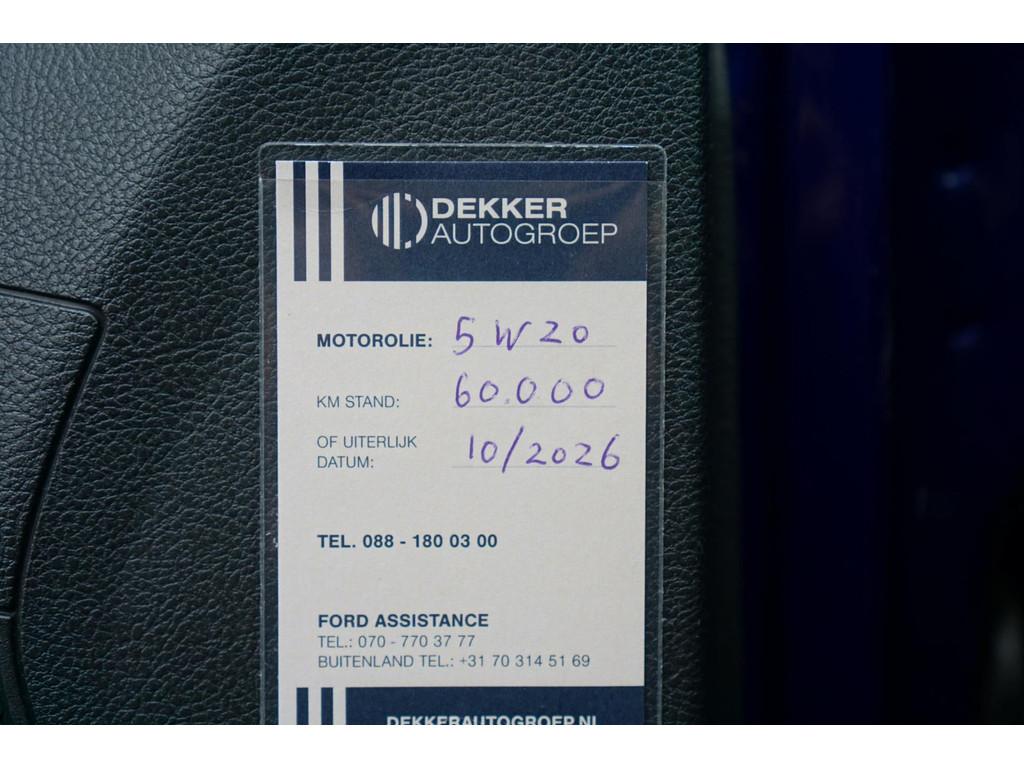 DEKKER
AUTOGROEP
MOTOROLIE: 5W20
KM STAND: 60.000
OF UITERLIJK
DATUM: 10/2026
TEL. 088 - 180 03 00
FORD ASSISTANCE
TEL.: 070 - 770 37 77
BUITENLAND TEL.: +31 70 314 51 69
DEKKERAUTOGROEP.NL